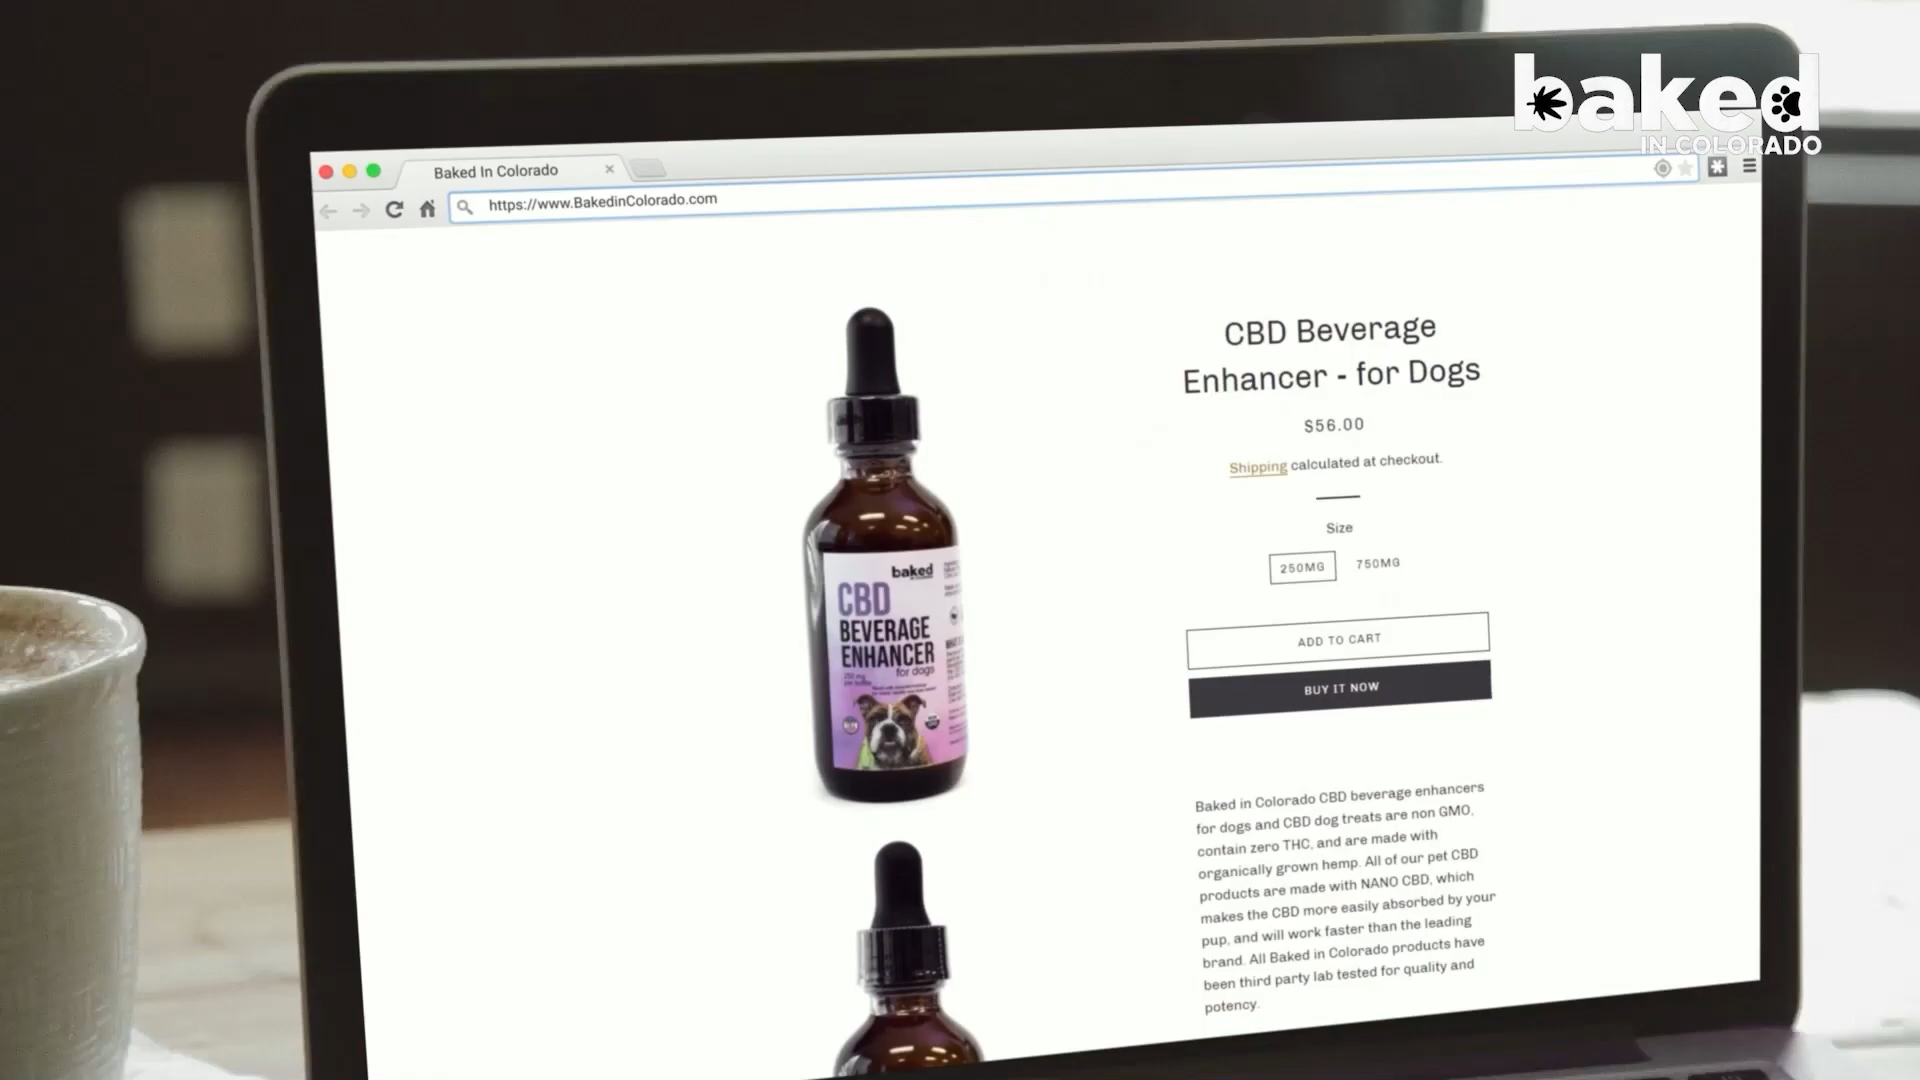 baked
IN COLORADO
Baked In Colorado
https://www.BakedinColorado.com
CBD Beverage
Enhancer - for Dogs
$56.00
Shipping calculated at checkout.
Size
250MG 750MG
ADD TO CART
BUY IT NOW
baked
CBD
BEVERAGE
ENHANCER
for dogs
250 mg
per bottle
Baked in Colorado CBD beverage enhancers
for dogs and CBD dog treats are non GMO,
contain zero THC, and are made with
organically grown hemp. All of our pet CBD
products are made with NANO CBD, which
makes the CBD more easily absorbed by your
pup, and will work faster than the leading
brand. All Baked in Colorado products have
been third party lab tested for quality and
potency.